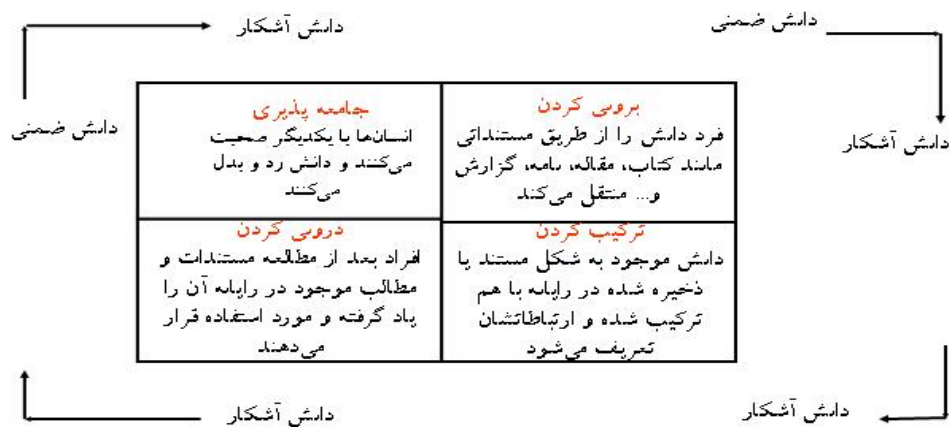 دانش ضمنی
دانش آشکار
برونی کردن
فرد دانش را از طریق مستنداتی
مانند کتاب، مقاله، نامه، گزارش
و... منتقل می‌کند
جامعه پذیری
انسان‌ها با یکدیگر صحبت
می‌کنند و دانش رد و بدل
می‌کنند
دانش آشکار
دانش ضمنی
ترکیب کردن
دانش موجود به شکل مستند یا
ذخیره شده در رایانه با هم
ترکیب شده و ارتباطاتشان
تعریف می‌شود
درونی کردن
افراد بعد از مطالعه مستندات و
مطالب موجود در رایانه آن را
یاد گرفته و مورد استفاده قرار
می‌دهند
دانش آشکار
دانش آشکار